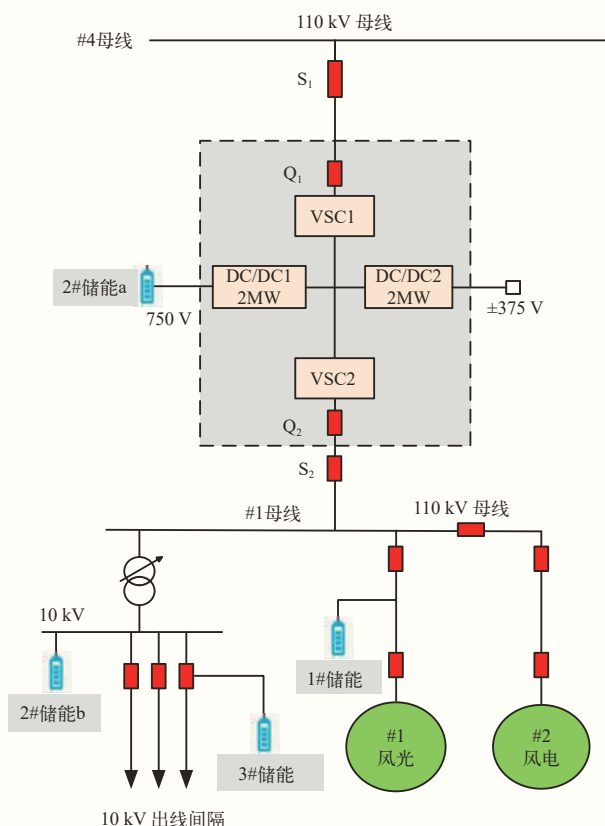 110 kV 母线
#4母线
S₁
Q₁
VSC1
DC/DC1
2MW
DC/DC2
2MW
2#储能a
750 V
±375 V
VSC2
Q₂
S₂
#1母线
110 kV 母线
10 kV
1#储能
2#储能b
3#储能
#1
风光
#2
风电
10 kV 出线间隔